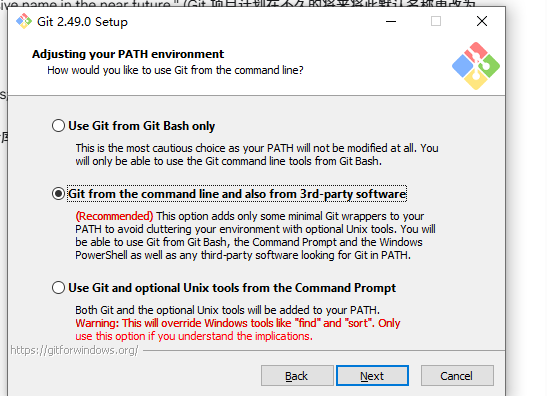 ive name in the near future." (Git 项目计划在不久的将来将此默认名称更改为
Git 2.49.0 Setup
Adjusting your PATH environment
How would you like to use Git from the command line?
Use Git from Git Bash only
This is the most cautious choice as your PATH will not be modified at all. You
will only be able to use the Git command line tools from Git Bash.
Git from the command line and also from 3rd-party software
(Recommended) This option adds only some minimal Git wrappers to your
PATH to avoid cluttering your environment with optional Unix tools. You will be
able to use Git from Git Bash, the Command Prompt and the Windows
PowerShell as well as any third-party software looking for Git in PATH.
Use Git and optional Unix tools from the Command Prompt
Both Git and the optional Unix tools will be added to your PATH.
Warning: This will override Windows tools like "find" and "sort". Only
use this option if you understand the implications.
https://gitforwindows.org/
Back
Next
Cancel